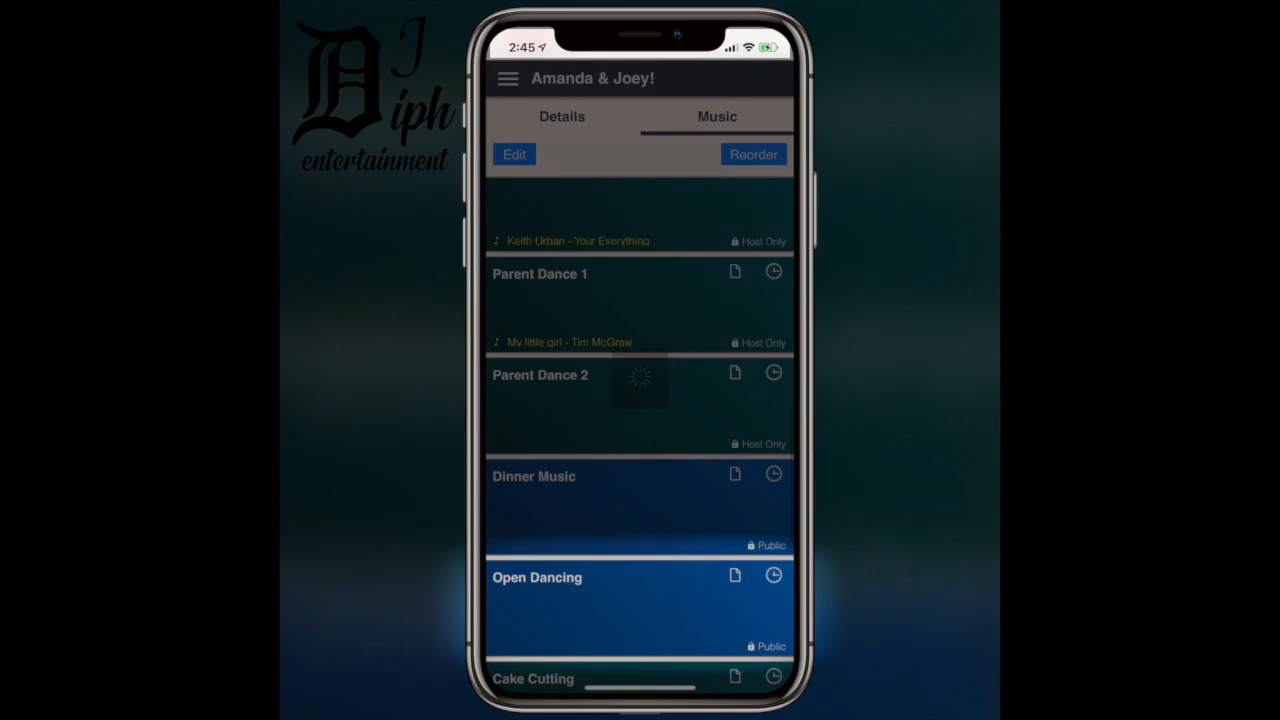 D J
iph
entertainment
2:45
Amanda & Joey!
Details Music
Edit Reorder
Keith Urban - Your Everything Host Only
Parent Dance 1
My little girl - Tim McGraw Host Only
Parent Dance 2
Host Only
Dinner Music
Public
Open Dancing
Public
Cake Cutting